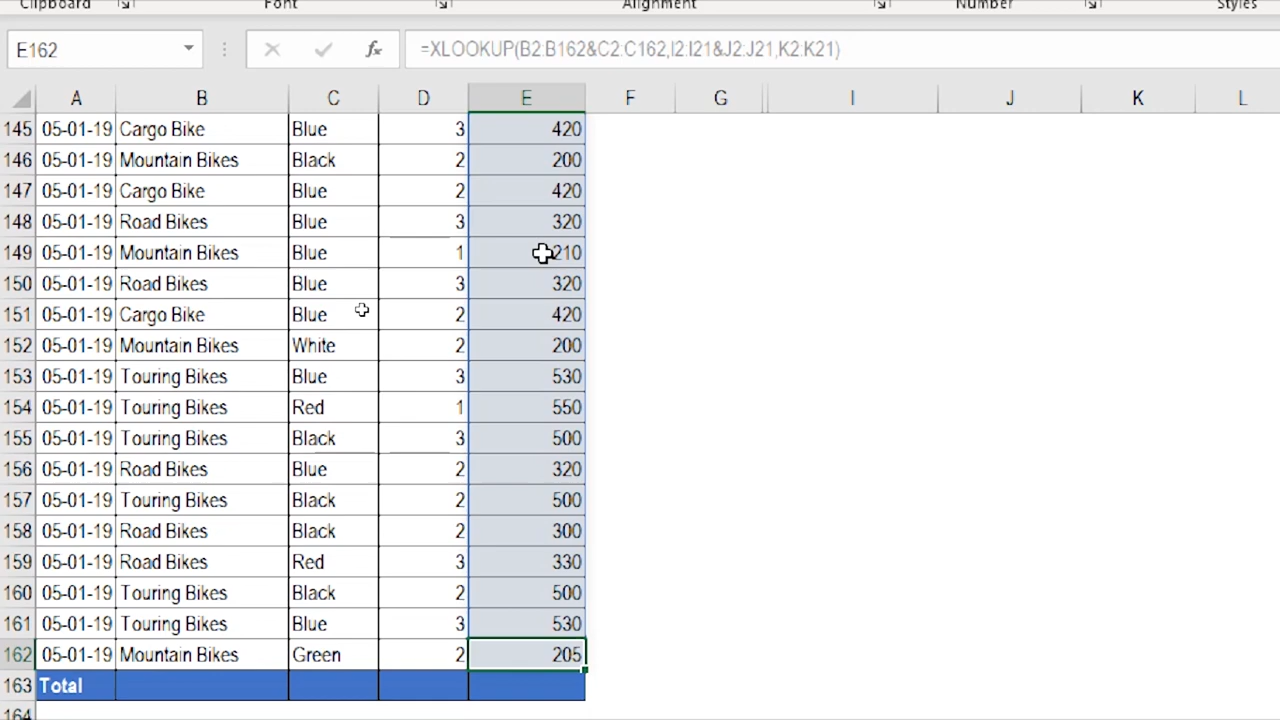 Clipboard Font Alignment Number Styles
E162 fx =XLOOKUP(B2:B162&C2:C162,I2:I21&J2:J21,K2:K21)
A B C D E F G I J K L
145 05-01-19 Cargo Bike Blue 3 420
146 05-01-19 Mountain Bikes Black 2 200
147 05-01-19 Cargo Bike Blue 2 420
148 05-01-19 Road Bikes Blue 3 320
149 05-01-19 Mountain Bikes Blue 1 210
150 05-01-19 Road Bikes Blue 3 320
151 05-01-19 Cargo Bike Blue 2 420
152 05-01-19 Mountain Bikes White 2 200
153 05-01-19 Touring Bikes Blue 3 530
154 05-01-19 Touring Bikes Red 1 550
155 05-01-19 Touring Bikes Black 3 500
156 05-01-19 Road Bikes Blue 2 320
157 05-01-19 Touring Bikes Black 2 500
158 05-01-19 Road Bikes Black 2 300
159 05-01-19 Road Bikes Red 3 330
160 05-01-19 Touring Bikes Black 2 500
161 05-01-19 Touring Bikes Blue 3 530
162 05-01-19 Mountain Bikes Green 2 205
163 Total
164